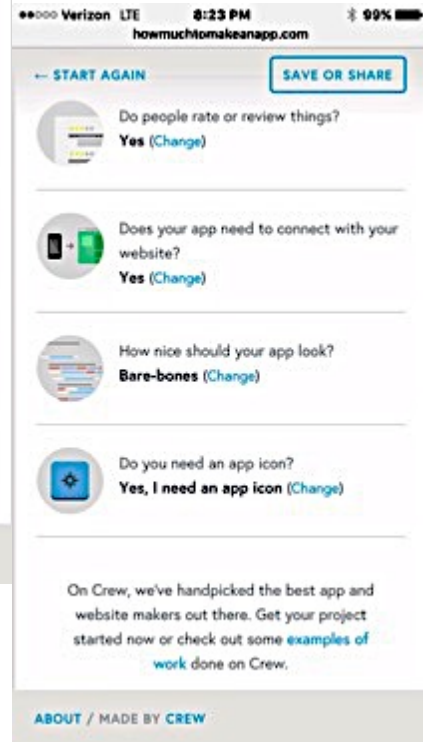 Verizon LTE 8:23 PM 99%
howmuchtomakeanapp.com
← START AGAIN SAVE OR SHARE
Do people rate or review things?
Yes (Change)
Does your app need to connect with your
website?
Yes (Change)
How nice should your app look?
Bare-bones (Change)
Do you need an app icon?
Yes, I need an app icon (Change)
On Crew, we've handpicked the best app and
website makers out there. Get your project
started now or check out some examples of
work done on Crew.
ABOUT / MADE BY CREW